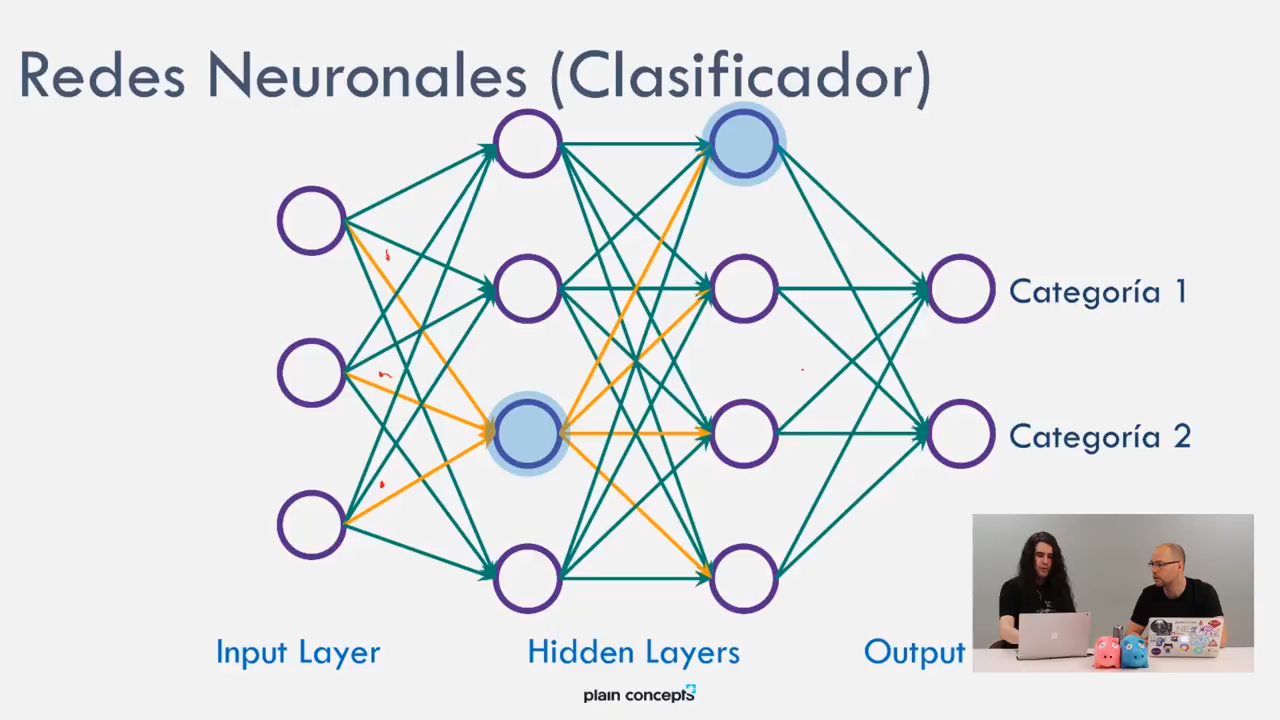 Redes Neuronales (Clasificador)
Categoría 1
Categoría 2
Input Layer
Hidden Layers
Output
plain concepts